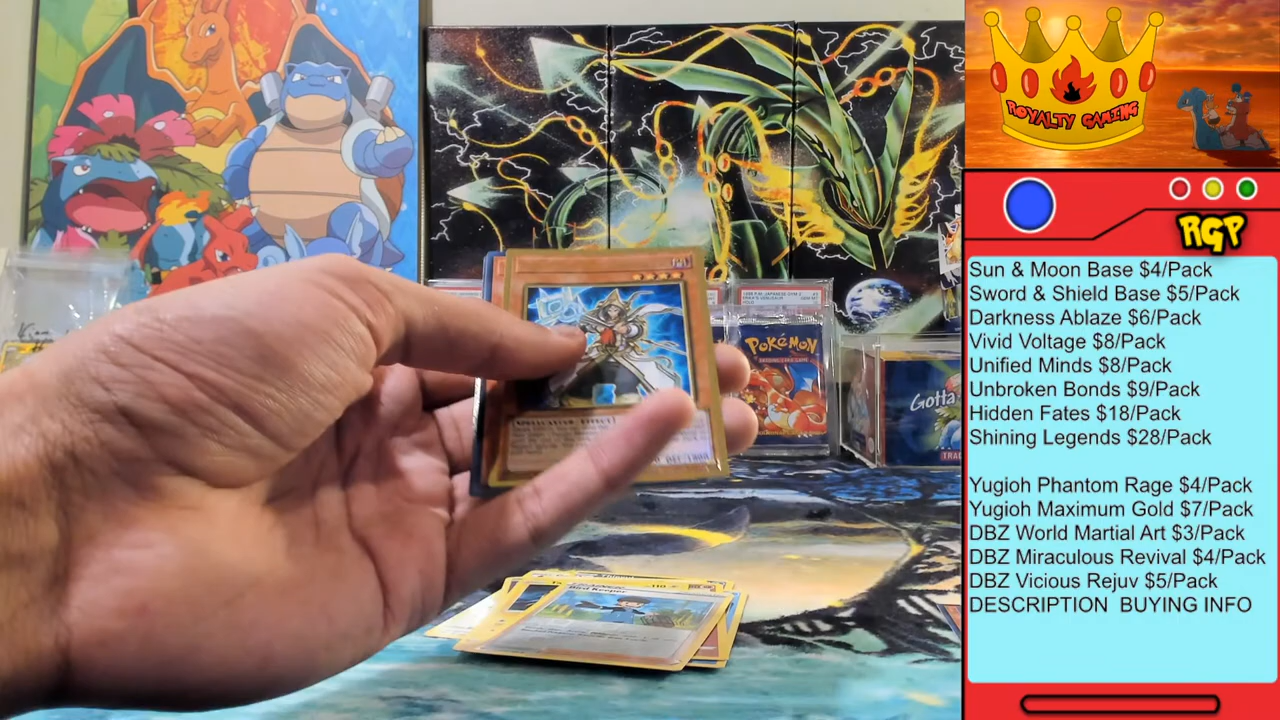 ROYALTY GAMING
RGP
Sun & Moon Base $4/Pack
Sword & Shield Base $5/Pack
Darkness Ablaze $6/Pack
Vivid Voltage $8/Pack
Unified Minds $8/Pack
Unbroken Bonds $9/Pack
Hidden Fates $18/Pack
Shining Legends $28/Pack
Yugioh Phantom Rage $4/Pack
Yugioh Maximum Gold $7/Pack
DBZ World Martial Art $3/Pack
DBZ Miraculous Revival $4/Pack
DBZ Vicious Rejuv $5/Pack
DESCRIPTION BUYING INFO
POKéMON
Gotta
Bird Keeper